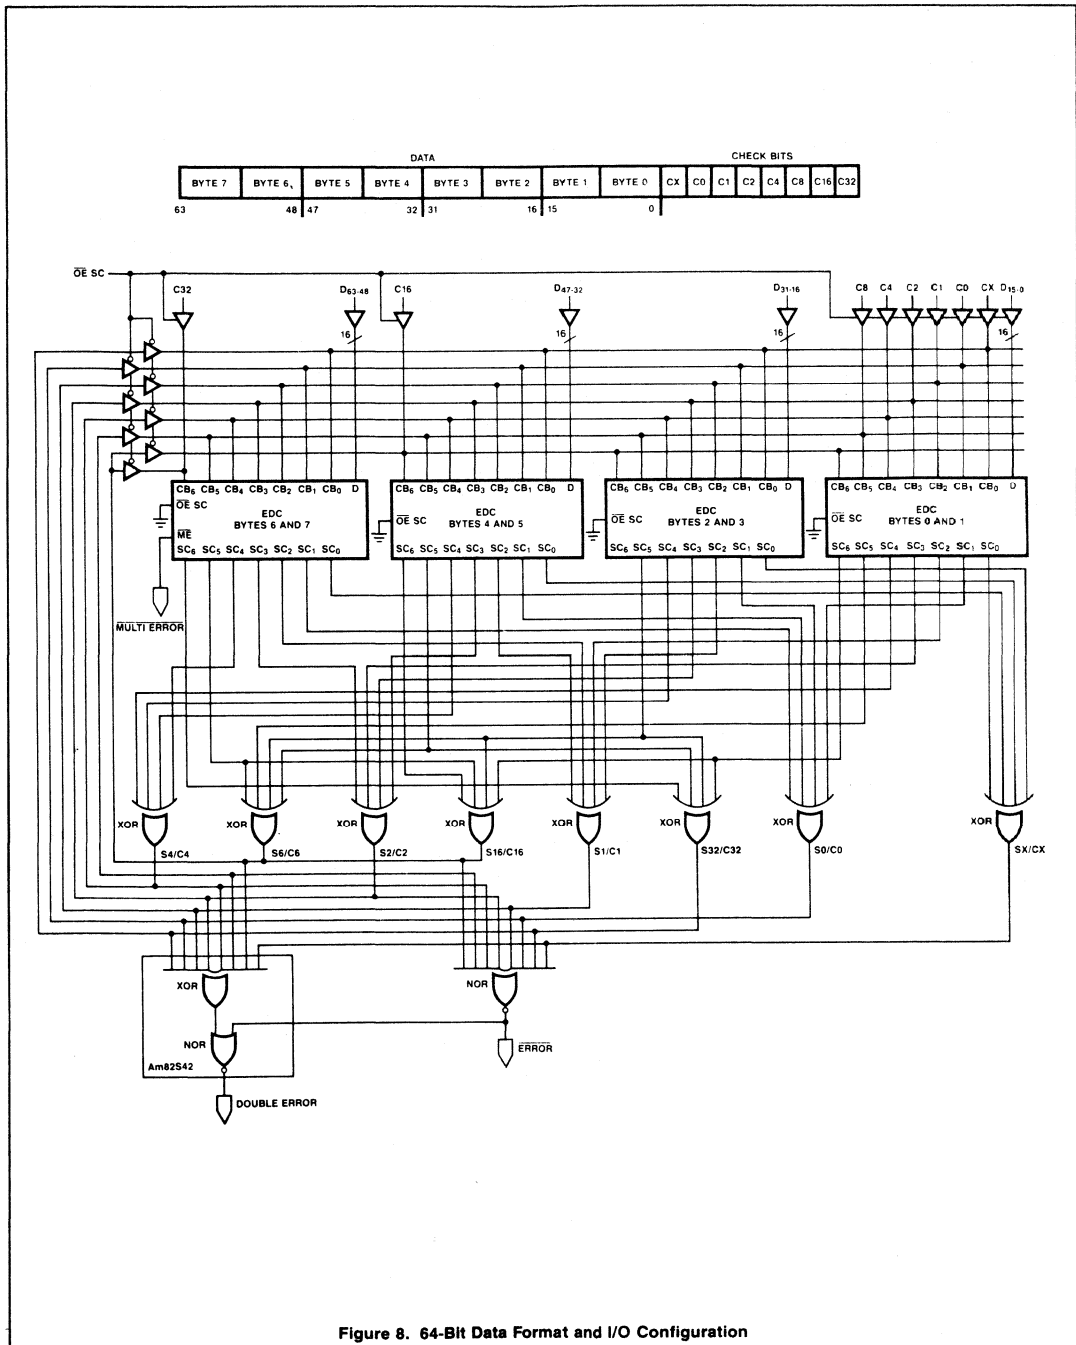 DATA CHECK BITS
BYTE 7 BYTE 6 BYTE 5 BYTE 4 BYTE 3 BYTE 2 BYTE 1 BYTE 0 CX C0 C1 C2 C4 C8 C16 C32
63 48 47 32 31 16 15 0
OE SC
C32 D63-48 C16 D47-32 D31-16 C8 C4 C2 C1 C0 CX D15-0
16 16 16 16
CB6 CB5 CB4 CB3 CB2 CB1 CB0 D
OE SC
EDC
BYTES 6 AND 7
ME
SC6 SC5 SC4 SC3 SC2 SC1 SC0
CB6 CB5 CB4 CB3 CB2 CB1 CB0 D
OE SC
EDC
BYTES 4 AND 5
SC6 SC5 SC4 SC3 SC2 SC1 SC0
CB6 CB5 CB4 CB3 CB2 CB1 CB0 D
OE SC
EDC
BYTES 2 AND 3
SC6 SC5 SC4 SC3 SC2 SC1 SC0
CB6 CB5 CB4 CB3 CB2 CB1 CB0 D
OE SC
EDC
BYTES 0 AND 1
SC6 SC5 SC4 SC3 SC2 SC1 SC0
MULTI ERROR
XOR XOR XOR XOR XOR XOR XOR XOR
S4/C4 S6/C6 S2/C2 S16/C16 S1/C1 S32/C32 S0/C0 SX/CX
XOR NOR
NOR
ERROR
Am82S42
DOUBLE ERROR
Figure 8. 64-Bit Data Format and I/O Configuration